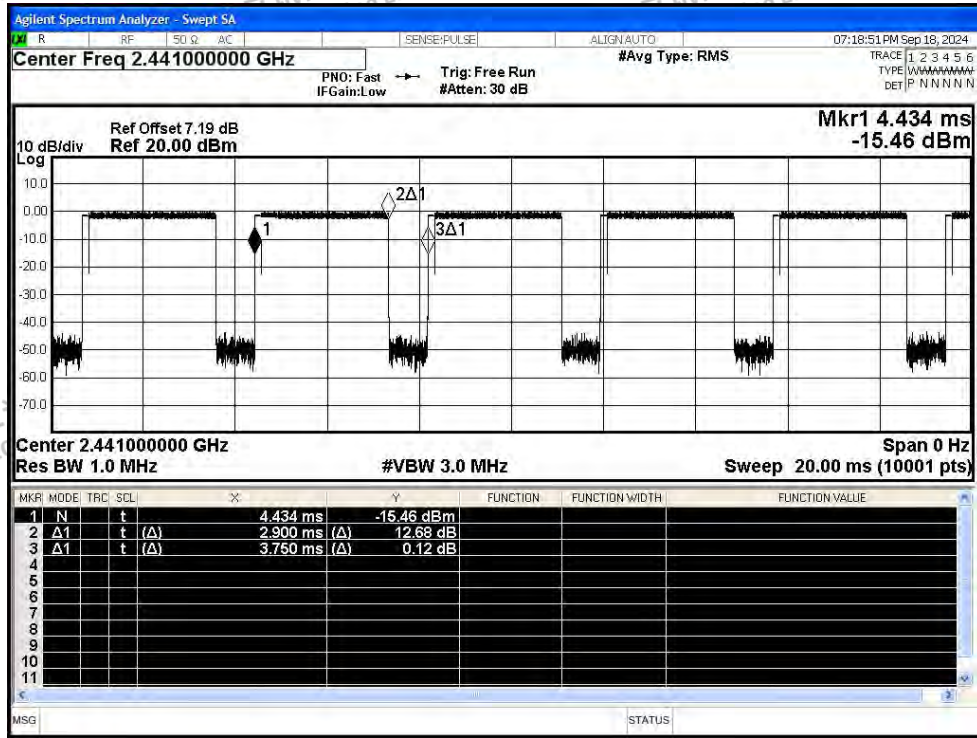 Agilent Spectrum Analyzer - Swept SA
LXI R RF 50 Ω AC SENSE:PULSE ALIGN AUTO 07:18:51 PM Sep 18, 2024
Center Freq 2.441000000 GHz #Avg Type: RMS TRACE 1 2 3 4 5 6
PNO: Fast Trig: Free Run TYPE WWWWWW
IFGain:Low #Atten: 30 dB DET P N N N N N
Mkr1 4.434 ms
Ref Offset 7.19 dB
10 dB/div Ref 20.00 dBm -15.46 dBm
Log
10.0
2Δ1
0.00
1 3Δ1
-10.0
-20.0
-30.0
-40.0
-50.0
-60.0
-70.0
Center 2.441000000 GHz Span 0 Hz
Res BW 1.0 MHz #VBW 3.0 MHz Sweep 20.00 ms (10001 pts)
MKR MODE TRC SCL X Y FUNCTION FUNCTION WIDTH FUNCTION VALUE
1 N t 4.434 ms -15.46 dBm
2 Δ1 t (Δ) 2.900 ms (Δ) 12.68 dB
3 Δ1 t (Δ) 3.750 ms (Δ) 0.12 dB
4
5
6
7
8
9
10
11
MSG STATUS